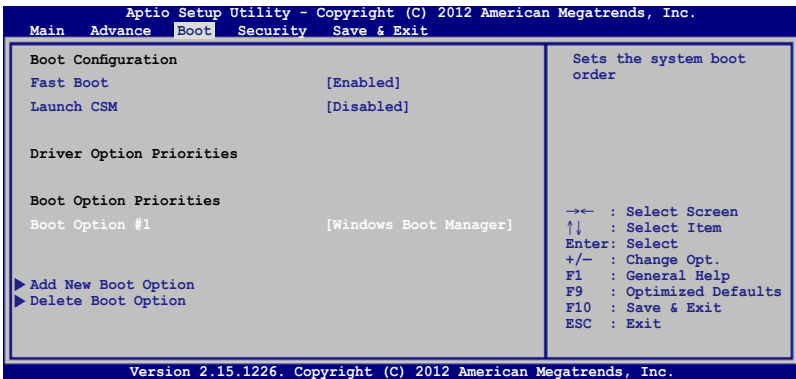 Aptio Setup Utility - Copyright (C) 2012 American Megatrends, Inc.
Main Advance Boot Security Save & Exit
Boot Configuration
Fast Boot [Enabled]
Launch CSM [Disabled]
Driver Option Priorities
Boot Option Priorities
Boot Option #1 [Windows Boot Manager]
Add New Boot Option
Delete Boot Option
Sets the system boot
order
→← : Select Screen
↑↓ : Select Item
Enter: Select
+/— : Change Opt.
F1 : General Help
F9 : Optimized Defaults
F10 : Save & Exit
ESC : Exit
Version 2.15.1226. Copyright (C) 2012 American Megatrends, Inc.